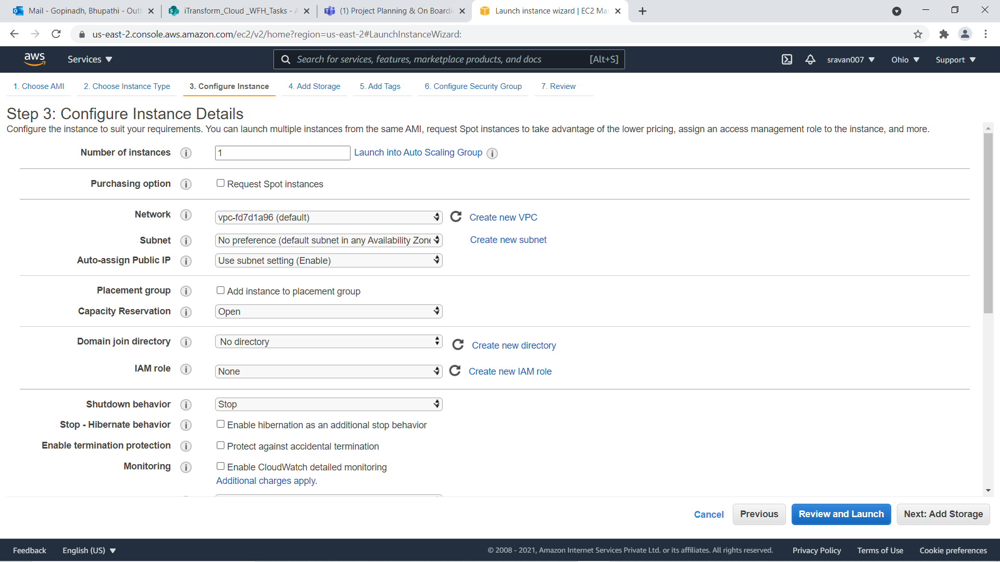 Mail - Gopinadh, Bhupathi - Outl
iTransform_Cloud _WFH_Tasks - A
(1) Project Planning & On Boardi
Launch instance wizard | EC2 Ma
us-east-2.console.aws.amazon.com/ec2/v2/home?region=us-east-2#LaunchInstanceWizard:
aws
Services
Search for services, features, marketplace products, and docs [Alt+S]
sravan007
Ohio
Support
1. Choose AMI
2. Choose Instance Type
3. Configure Instance
4. Add Storage
5. Add Tags
6. Configure Security Group
7. Review
Step 3: Configure Instance Details
Configure the instance to suit your requirements. You can launch multiple instances from the same AMI, request Spot instances to take advantage of the lower pricing, assign an access management role to the instance, and more.
Number of instances
1
Launch into Auto Scaling Group
Purchasing option
Request Spot instances
Network
vpc-fd7d1a96 (default)
Create new VPC
Subnet
No preference (default subnet in any Availability Zone
Create new subnet
Auto-assign Public IP
Use subnet setting (Enable)
Placement group
Add instance to placement group
Capacity Reservation
Open
Domain join directory
No directory
Create new directory
IAM role
None
Create new IAM role
Shutdown behavior
Stop
Stop - Hibernate behavior
Enable hibernation as an additional stop behavior
Enable termination protection
Protect against accidental termination
Monitoring
Enable CloudWatch detailed monitoring
Additional charges apply.
Cancel
Previous
Review and Launch
Next: Add Storage
Feedback
English (US)
© 2008 - 2021, Amazon Internet Services Private Ltd. or its affiliates. All rights reserved.
Privacy Policy
Terms of Use
Cookie preferences